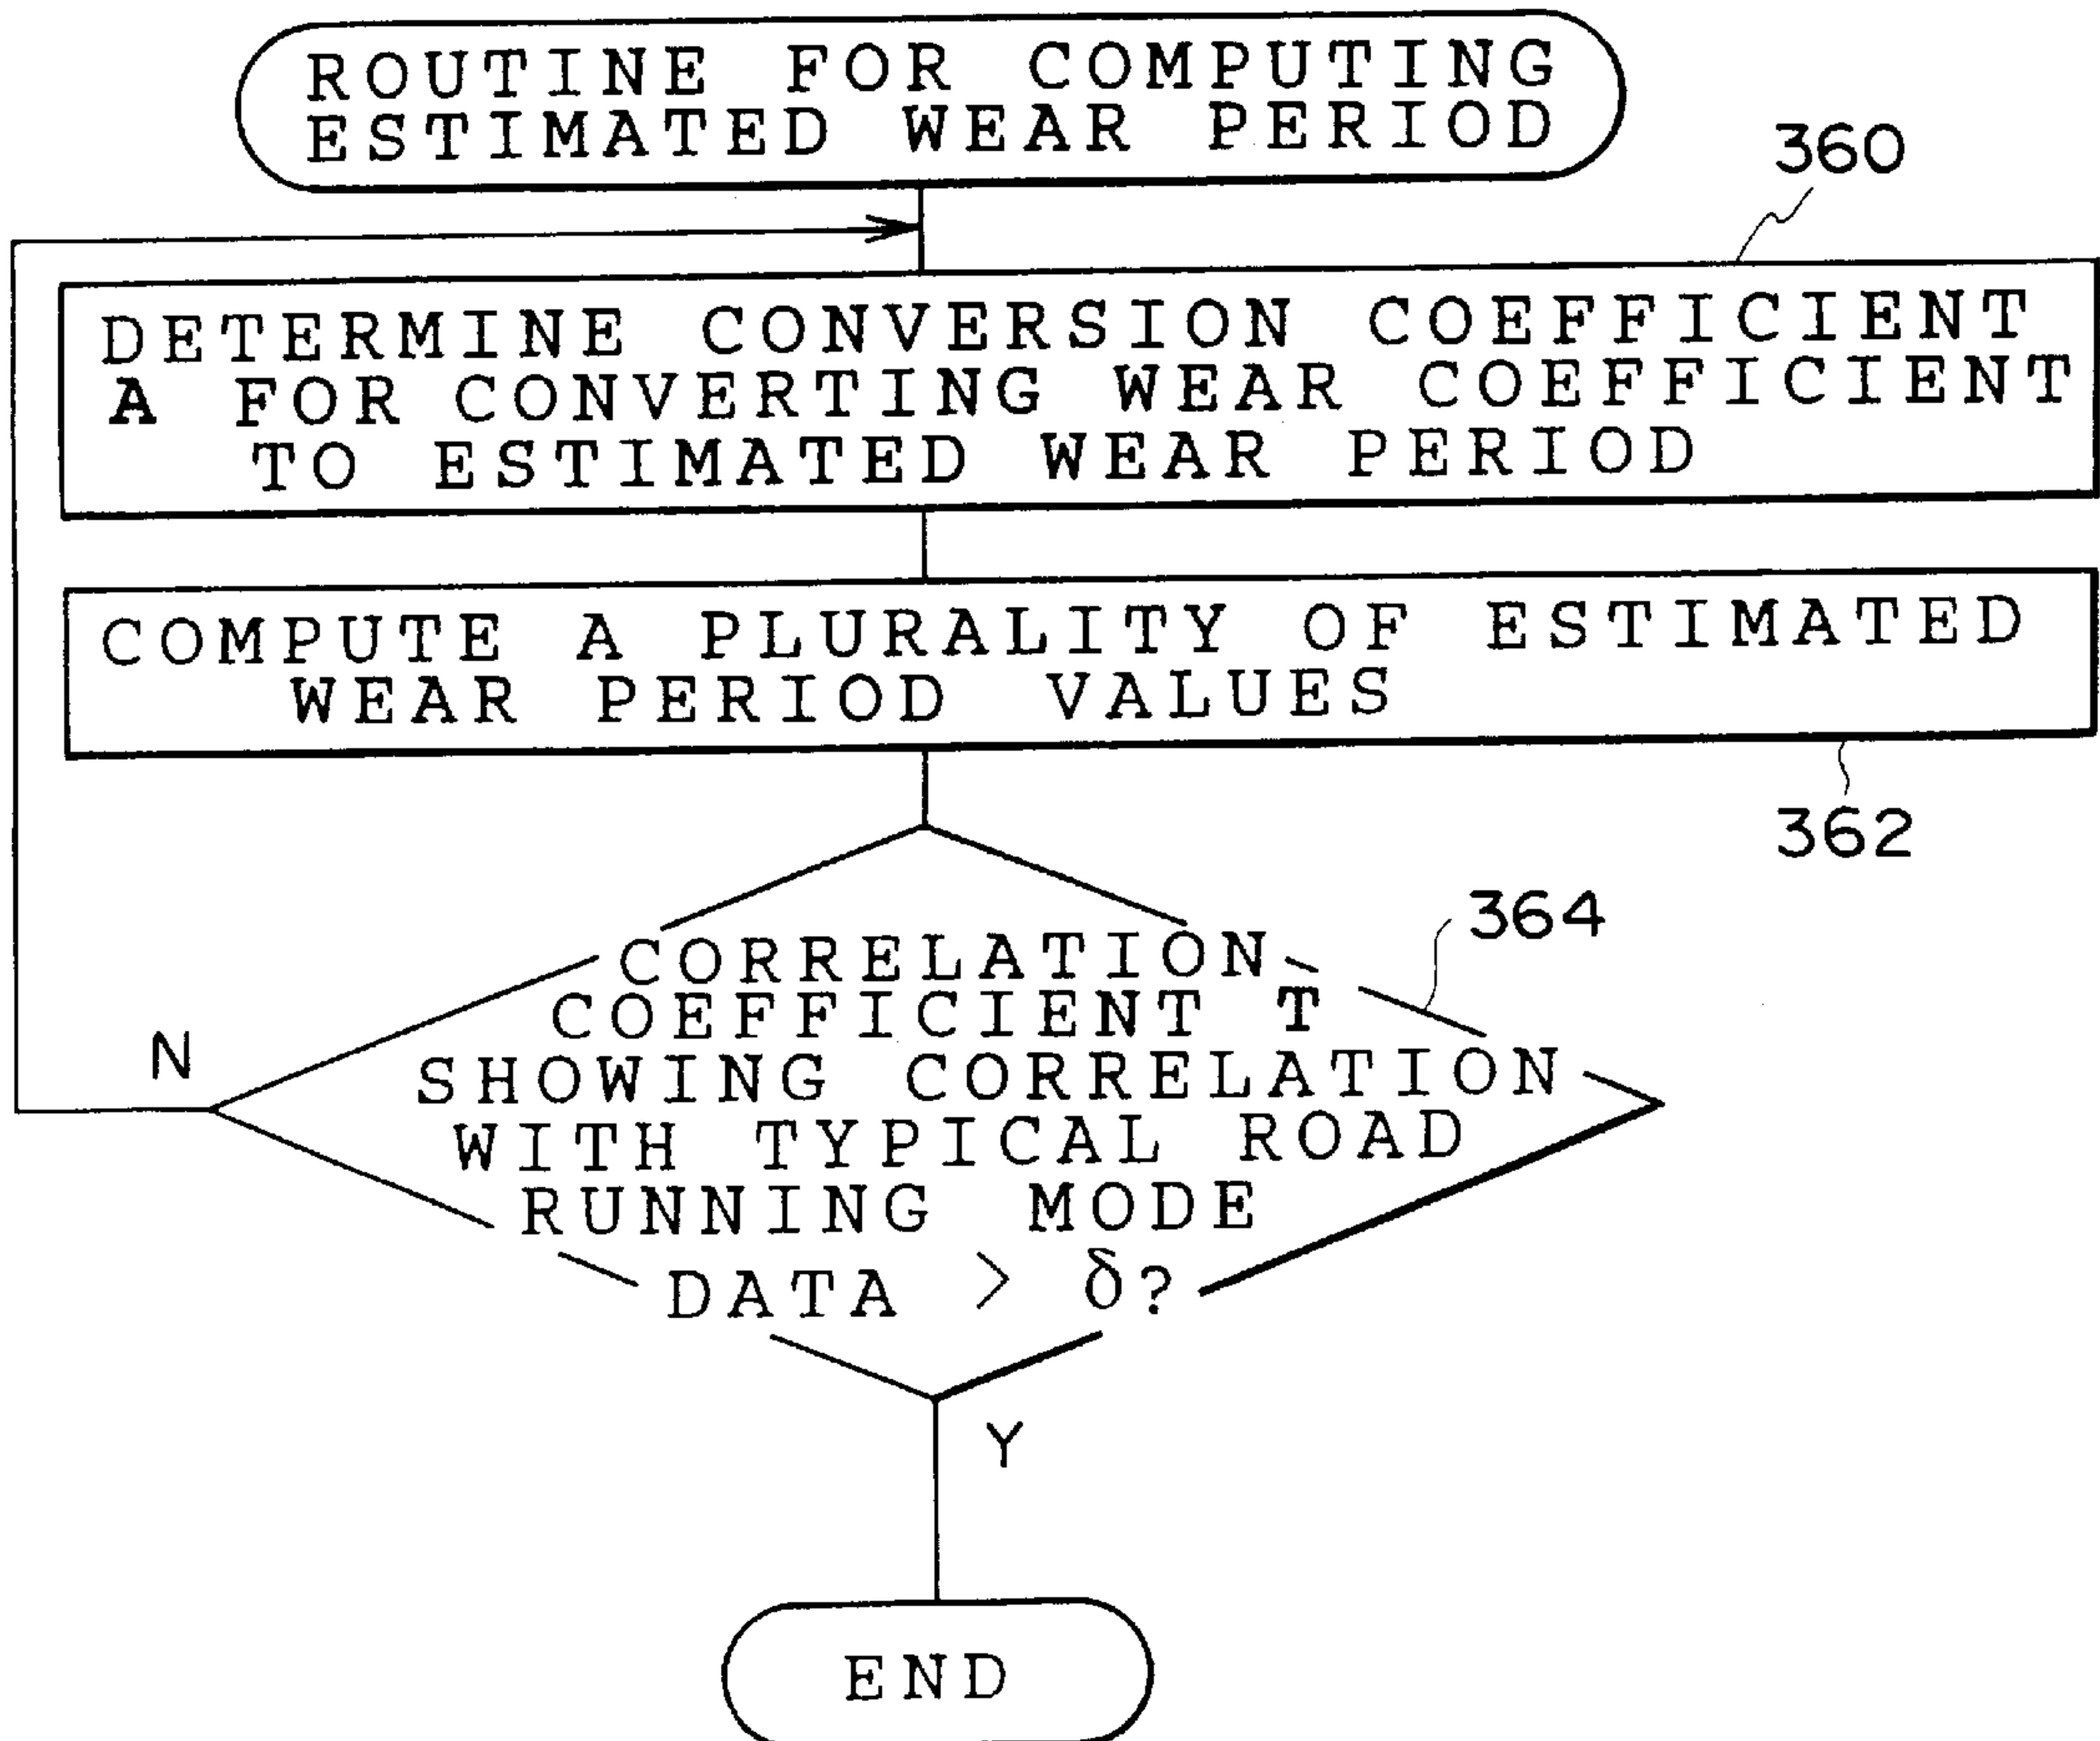 ROUTINE FOR COMPUTING
ESTIMATED WEAR PERIOD
360
DETERMINE CONVERSION COEFFICIENT
A FOR CONVERTING WEAR COEFFICIENT
TO ESTIMATED WEAR PERIOD
COMPUTE A PLURALITY OF ESTIMATED
WEAR PERIOD VALUES
362
364
CORRELATION
COEFFICIENT T
SHOWING CORRELATION
WITH TYPICAL ROAD
RUNNING MODE
DATA > δ?
N
Y
END